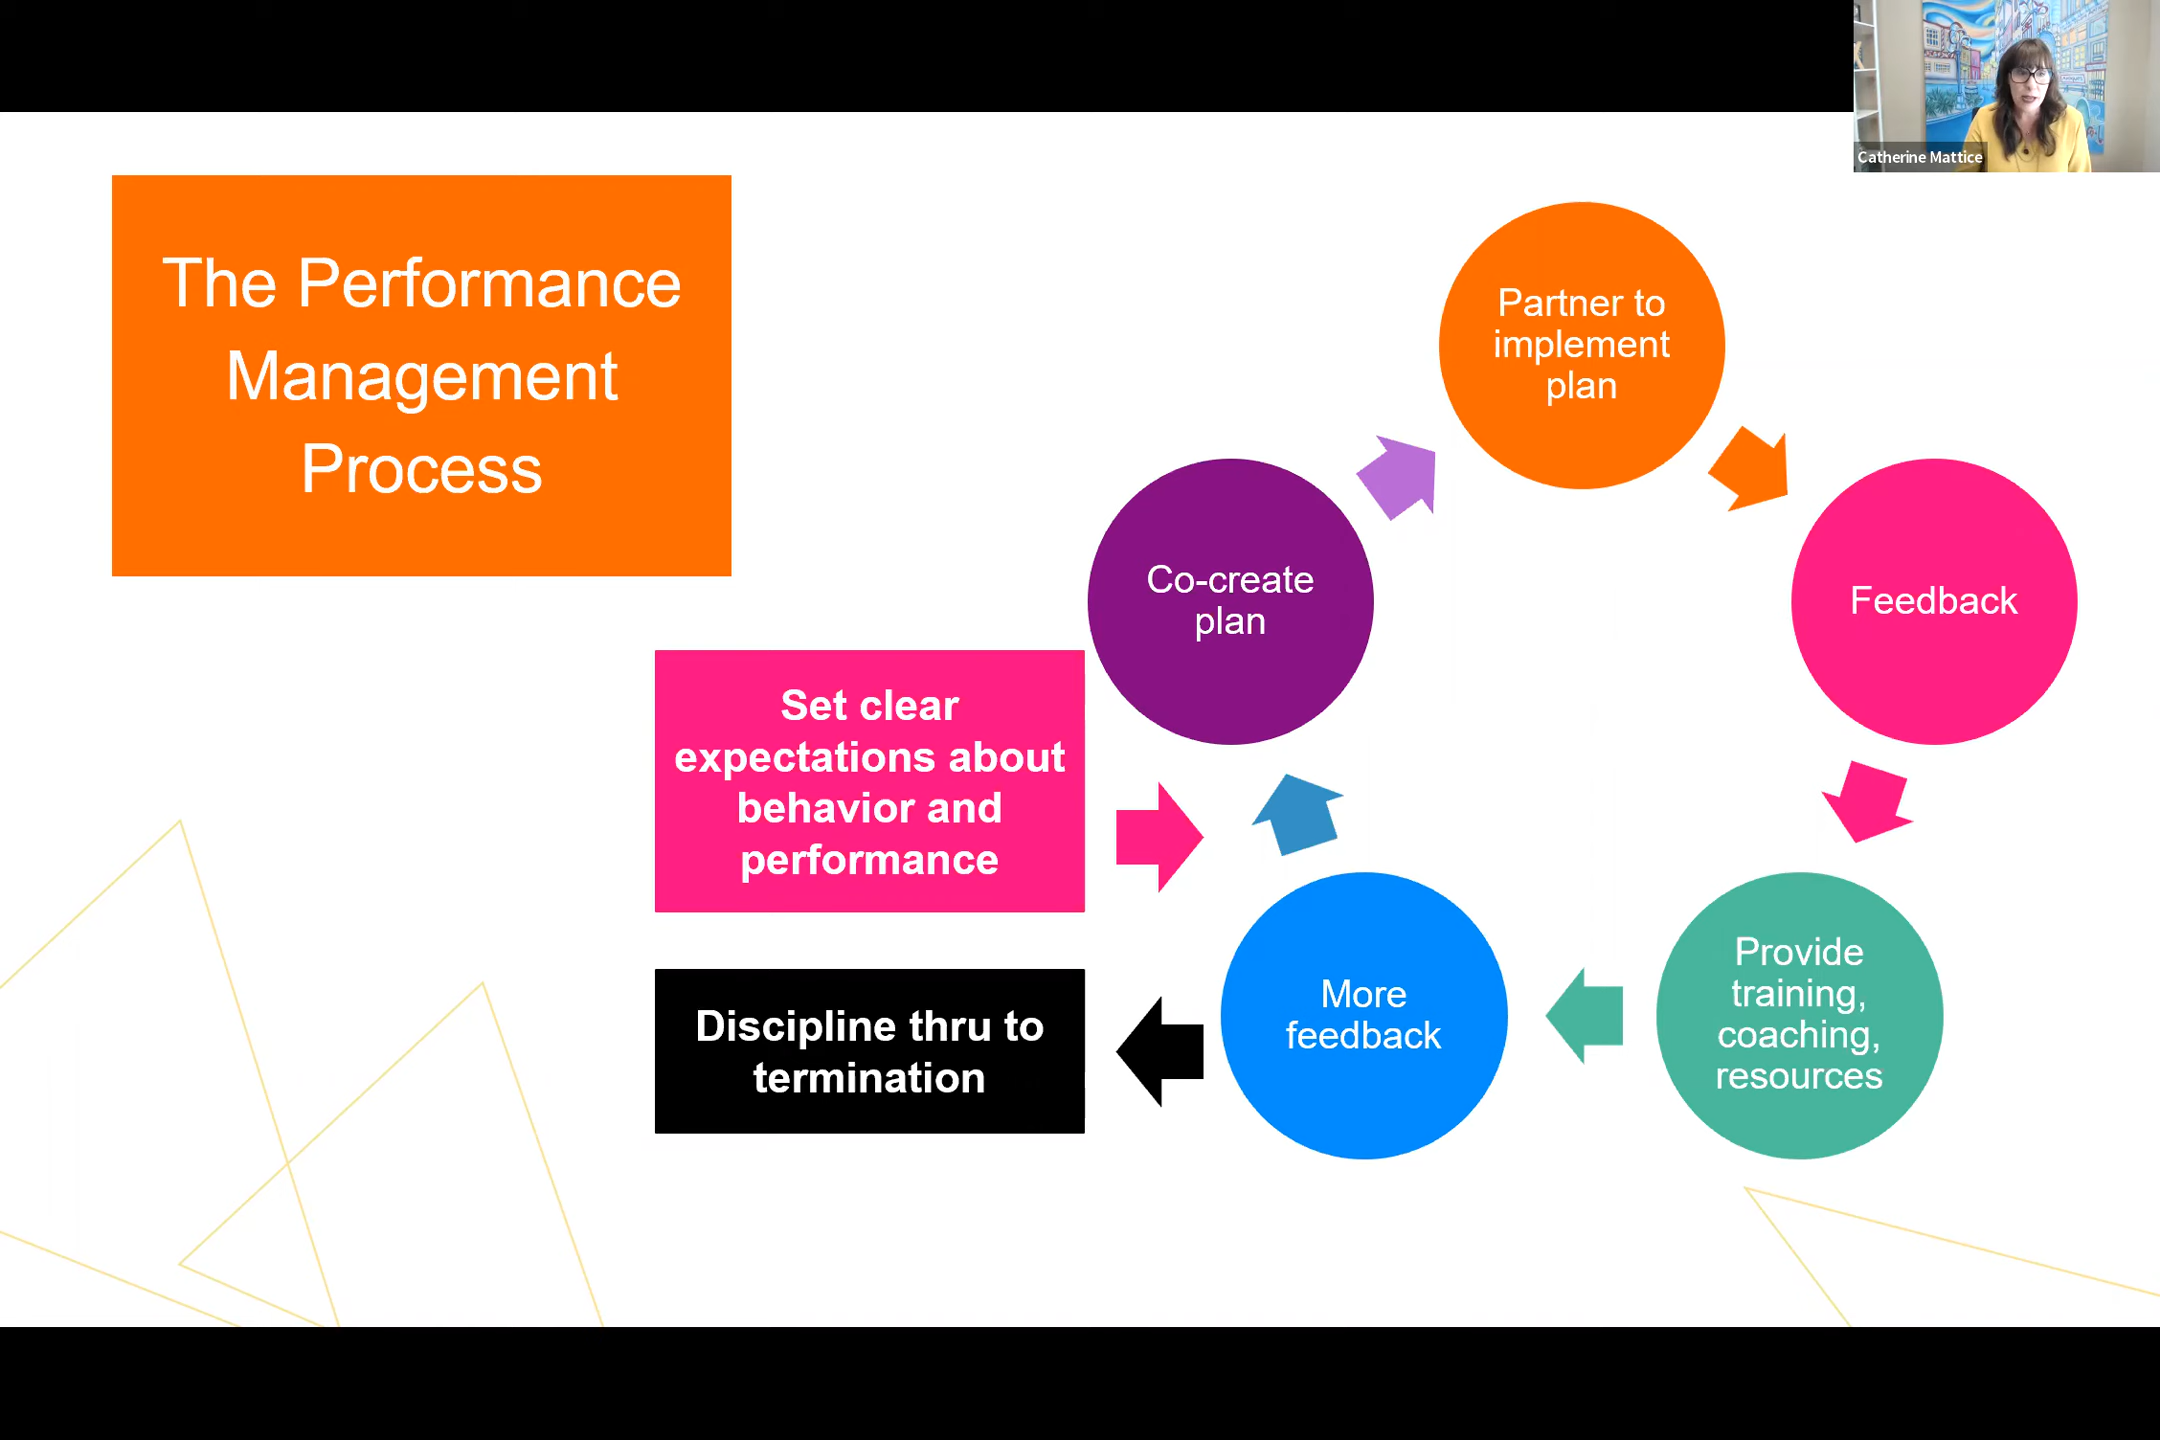 Catherine Mattice
The Performance
Management
Process
Partner to
implement
plan
Co-create
plan
Feedback
Set clear
expectations about
behavior and
performance
Provide
training,
coaching,
resources
More
feedback
Discipline thru to
termination